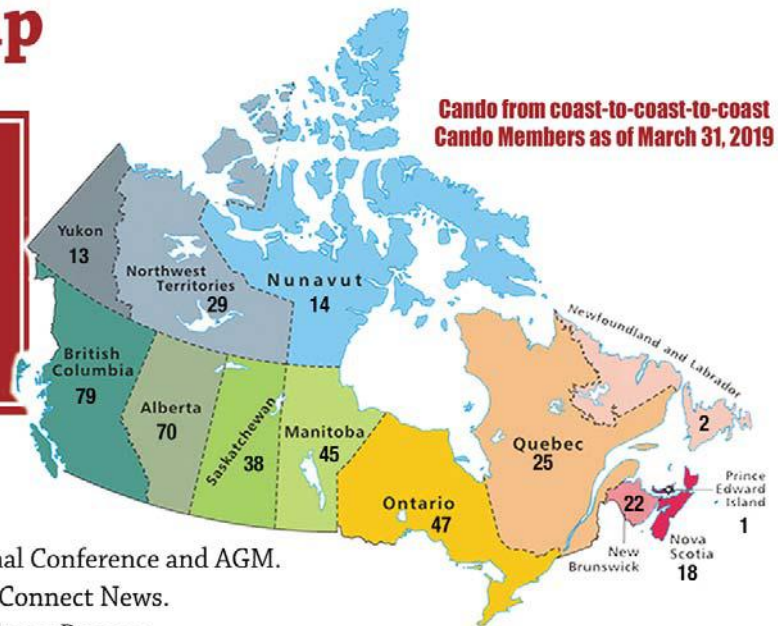 Cando from coast-to-coast-to-coast
Cando Members as of March 31, 2019
Yukon
13
Northwest
Territories
29
Nunavut
14
British
Columbia
79
Alberta
70
Saskatchewan
38
Manitoba
45
Ontario
47
Quebec
25
Newfoundland and Labrador
2
Prince
Edward
Island
1
22
New
Brunswick
Nova
Scotia
18
Conference and AGM.
Connect News.